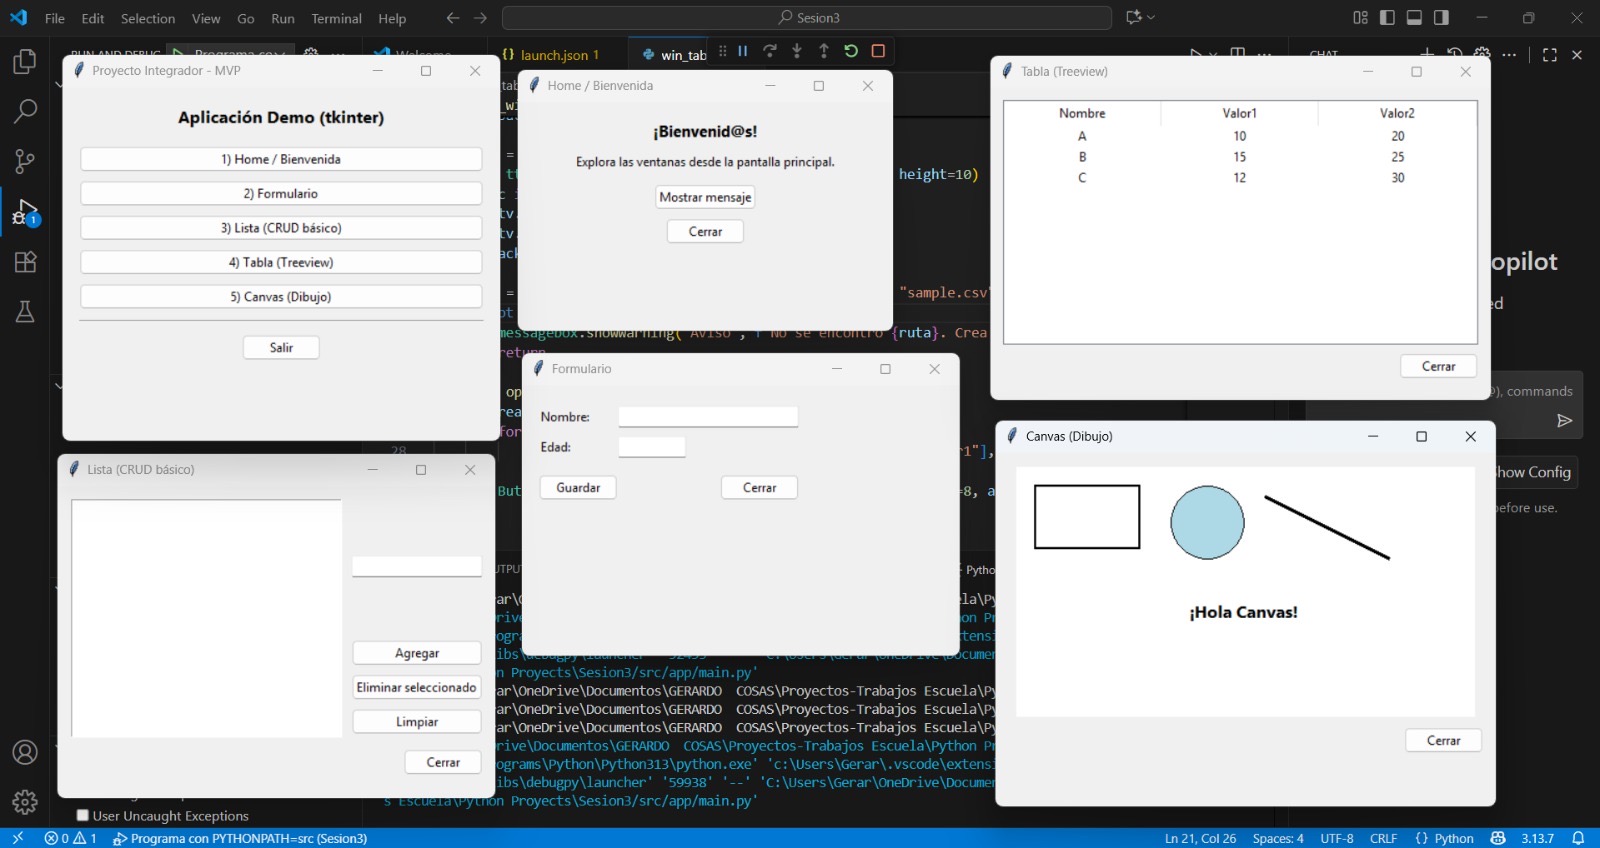 File Edit Selection View Go Run Terminal Help
Sesion3
launch.json 1
win_tab
Proyecto Integrador - MVP
Aplicación Demo (tkinter)
1) Home / Bienvenida
2) Formulario
3) Lista (CRUD básico)
4) Tabla (Treeview)
5) Canvas (Dibujo)
Salir
Home / Bienvenida
¡Bienvenid@s!
Explora las ventanas desde la pantalla principal.
Mostrar mensaje
Cerrar
Tabla (Treeview)
Nombre Valor1 Valor2
A 10 20
B 15 25
C 12 30
Cerrar
height=10)
"sample.csv"
{ruta}. Crea
return
28
Formulario
Nombre:
Edad:
Guardar Cerrar
Lista (CRUD básico)
Agregar
Eliminar seleccionado
Limpiar
Cerrar
Canvas (Dibujo)
¡Hola Canvas!
Cerrar
opilot
), commands
Show Config
before use.
Python
on Proyects\Sesion3/src/app/main.py'
ar\OneDrive\Documentos\GERARDO COSAS\Proyectos-Trabajos Escuela\Py
ar\OneDrive\Documentos\GERARDO COSAS\Proyectos-Trabajos Escuela\Py
ar\OneDrive\Documentos\GERARDO COSAS\Proyectos-Trabajos Escuela\Py
rive\Documentos\GERARDO COSAS\Proyectos-Trabajos Escuela\Python Pr
ograms\Python\Python313\python.exe' 'c:\Users\Gerar\.vscode\extensi
ibs\debugpy\launcher' '59938' '--' 'C:\Users\Gerar\OneDrive\Documen
s Escuela\Python Proyects\Sesion3/src/app/main.py'
User Uncaught Exceptions
0 1 Programa con PYTHONPATH=src (Sesion3) Ln 21, Col 26 Spaces: 4 UTF-8 CRLF {} Python 3.13.7